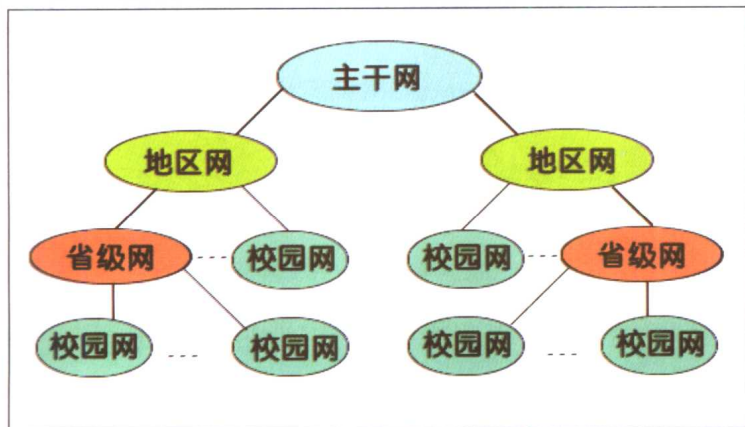 主干网
地区网 地区网
省级网 --- 校园网 校园网 --- 省级网
校园网 --- 校园网 校园网 --- 校园网